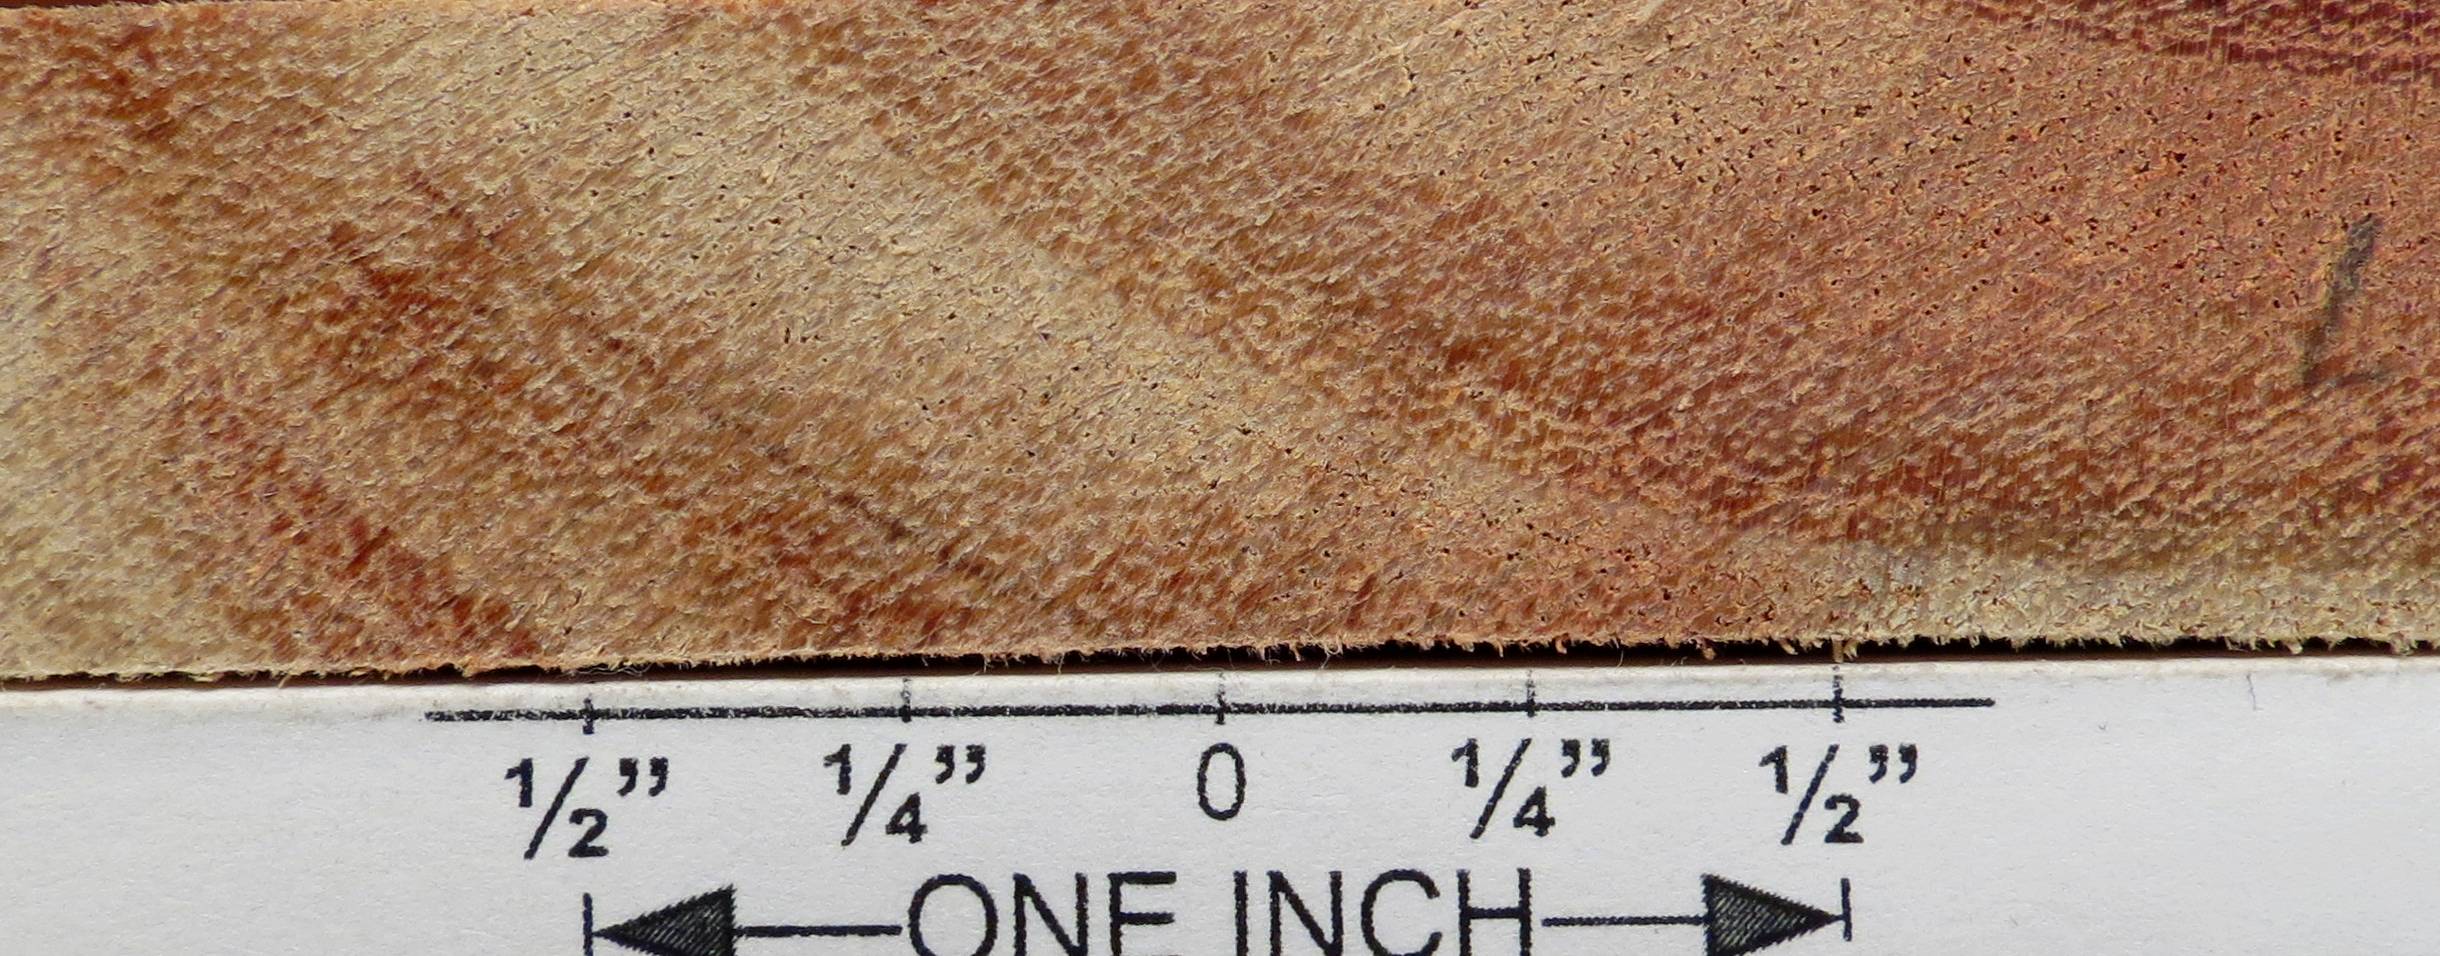 1/2” 1/4” 0 1/4” 1/2”
ONE INCH